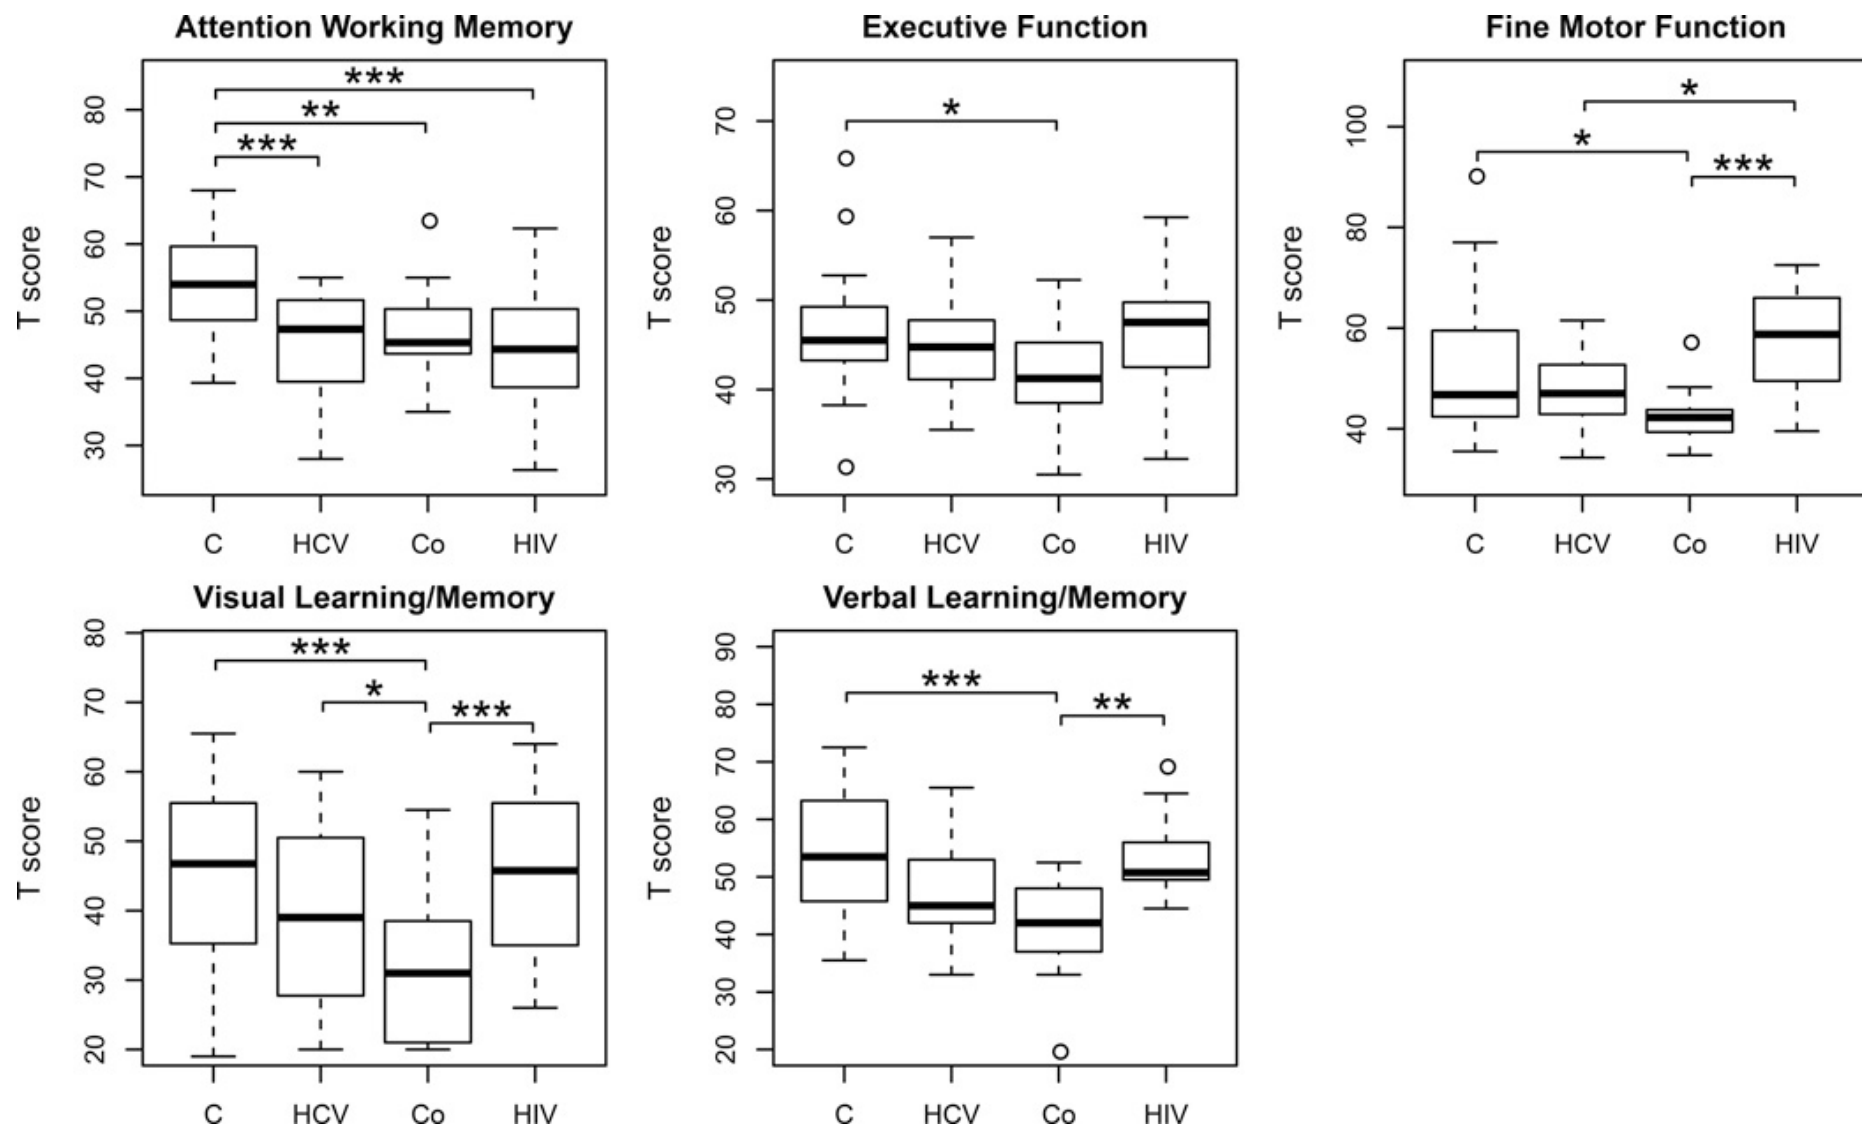 Attention Working Memory
***
**
***
T score
80
70
60
50
40
30
C HCV Co HIV
Executive Function
*
T score
70
60
50
40
30
C HCV Co HIV
Fine Motor Function
*
*
***
T score
100
80
60
40
C HCV Co HIV
Visual Learning/Memory
***
*
***
T score
80
70
60
50
40
30
20
C HCV Co HIV
Verbal Learning/Memory
***
**
T score
90
80
70
60
50
40
30
20
C HCV Co HIV